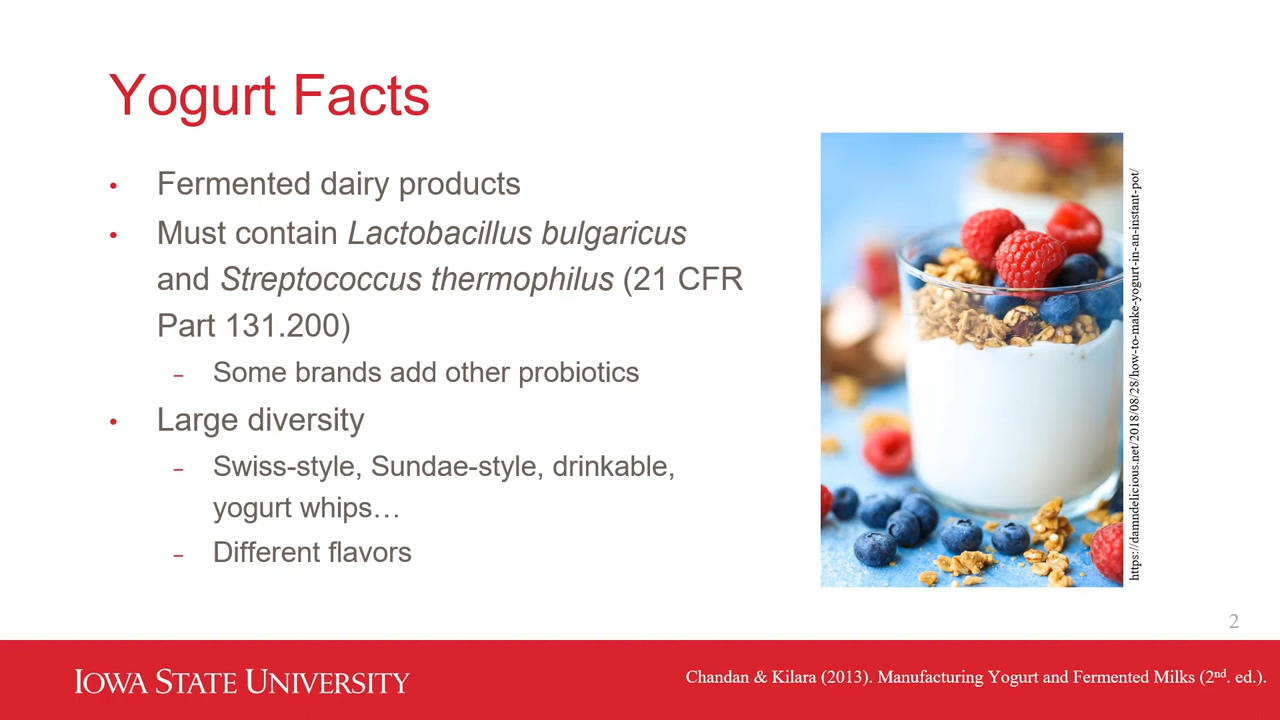 Yogurt Facts
• Fermented dairy products
• Must contain Lactobacillus bulgaricus
and Streptococcus thermophilus (21 CFR
Part 131.200)
– Some brands add other probiotics
• Large diversity
– Swiss-style, Sundae-style, drinkable,
yogurt whips…
– Different flavors
https://damndelicious.net/2018/08/28/how-to-make-yogurt-in-an-instant-pot/
2
IOWA STATE UNIVERSITY
Chandan & Kilara (2013). Manufacturing Yogurt and Fermented Milks (2nd. ed.).